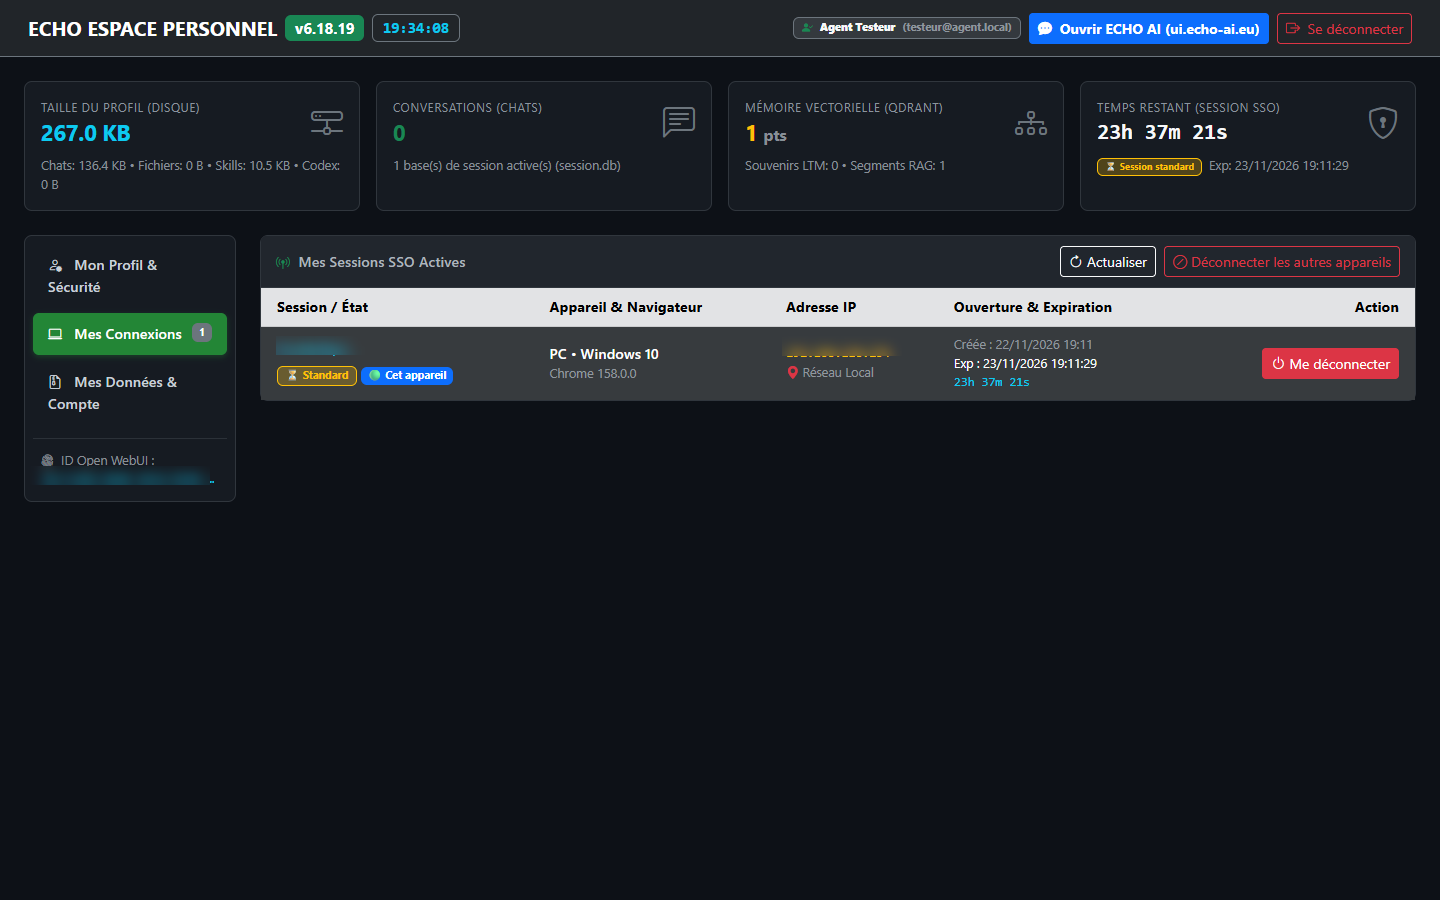 ECHO ESPACE PERSONNEL v6.18.19 19:34:08
Agent Testeur (testeur@agent.local) Ouvrir ECHO AI (ui.echo-ai.eu) Se déconnecter
TAILLE DU PROFIL (DISQUE)
267.0 KB
Chats: 136.4 KB • Fichiers: 0 B • Skills: 10.5 KB • Codex:
0 B
CONVERSATIONS (CHATS)
0
1 base(s) de session active(s) (session.db)
MÉMOIRE VECTORIELLE (QDRANT)
1 pts
Souvenirs LTM: 0 • Segments RAG: 1
TEMPS RESTANT (SESSION SSO)
23h 37m 21s
Session standard Exp: 23/11/2026 19:11:29
Mon Profil &
Sécurité
Mes Connexions 1
Mes Données &
Compte
ID Open WebUI :
Mes Sessions SSO Actives
Actualiser Déconnecter les autres appareils
Session / État Appareil & Navigateur Adresse IP Ouverture & Expiration Action
Standard Cet appareil
PC • Windows 10
Chrome 158.0.0
Réseau Local
Créée : 22/11/2026 19:11
Exp : 23/11/2026 19:11:29
23h 37m 21s
Me déconnecter